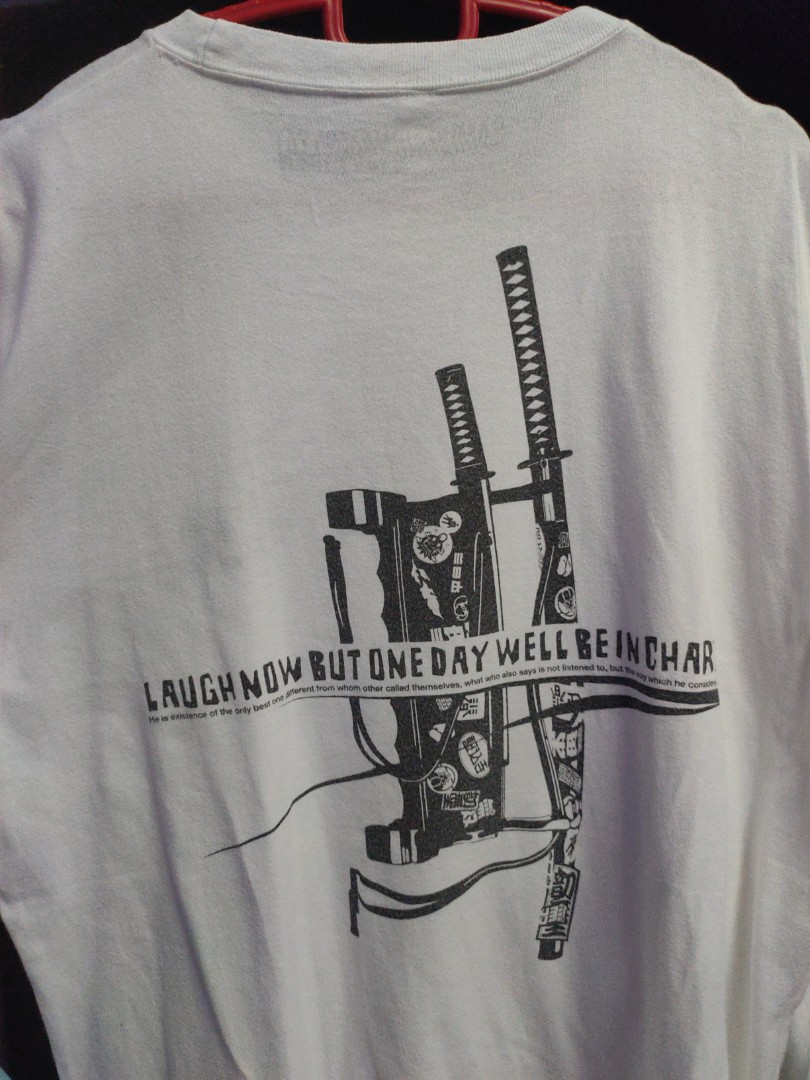 LAUGH NOW BUT ONE DAY WELL BE IN CHAR
He is existence of the only best one different from whom other called themselves, what who also says is not listened to, but the way which he consider